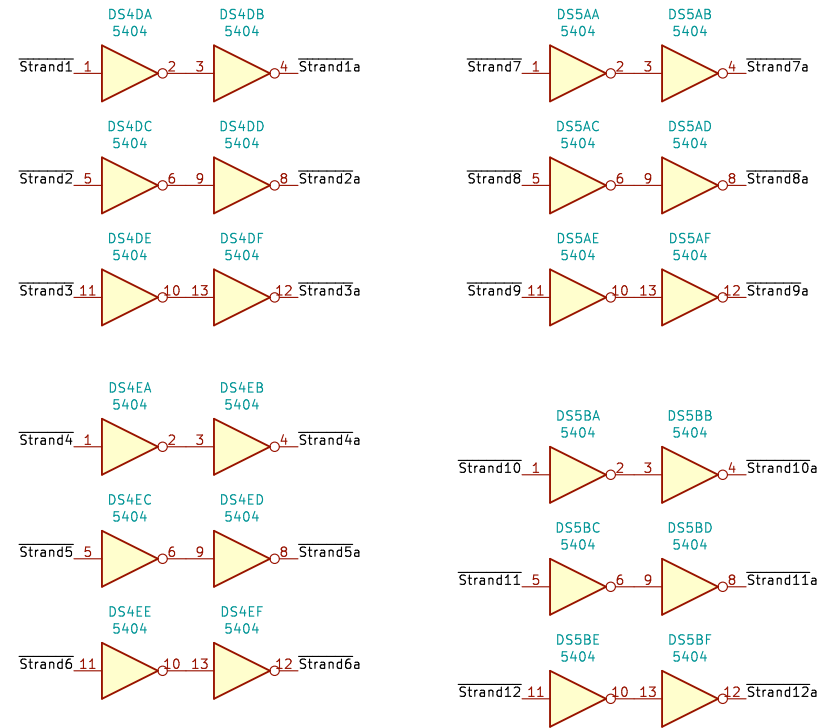 DS4DA DS4DB
5404 5404
Strand1 1 2 3 4 Strand1a
DS4DC DS4DD
5404 5404
Strand2 5 6 9 8 Strand2a
DS4DE DS4DF
5404 5404
Strand3 11 10 13 12 Strand3a
DS4EA DS4EB
5404 5404
Strand4 1 2 3 4 Strand4a
DS4EC DS4ED
5404 5404
Strand5 5 6 9 8 Strand5a
DS4EE DS4EF
5404 5404
Strand6 11 10 13 12 Strand6a
DS5AA DS5AB
5404 5404
Strand7 1 2 3 4 Strand7a
DS5AC DS5AD
5404 5404
Strand8 5 6 9 8 Strand8a
DS5AE DS5AF
5404 5404
Strand9 11 10 13 12 Strand9a
DS5BA DS5BB
5404 5404
Strand10 1 2 3 4 Strand10a
DS5BC DS5BD
5404 5404
Strand11 5 6 9 8 Strand11a
DS5BE DS5BF
5404 5404
Strand12 11 10 13 12 Strand12a